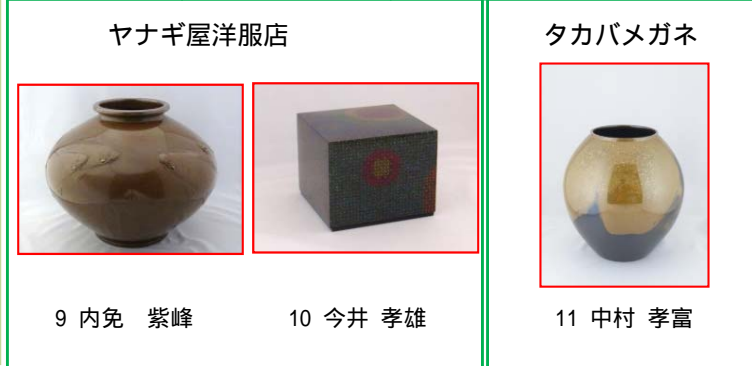 ヤナギ屋洋服店
9 内免　紫峰
10 今井 孝雄
タカバメガネ
11 中村 孝富